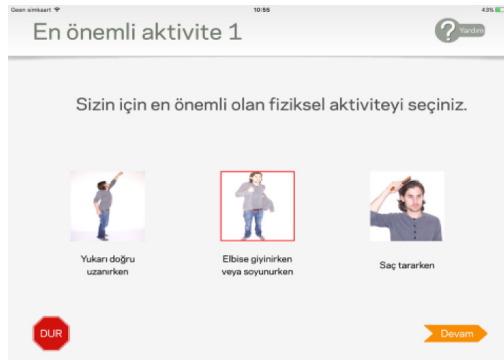 Geen simkaart 10:55 43%
En önemli aktivite 1
? Yardım
Sizin için en önemli olan fiziksel aktiviteyi seçiniz.
Yukarı doğru
uzanırken
Elbise giyinirken
veya soyunurken
Saç tararken
DUR
Devam